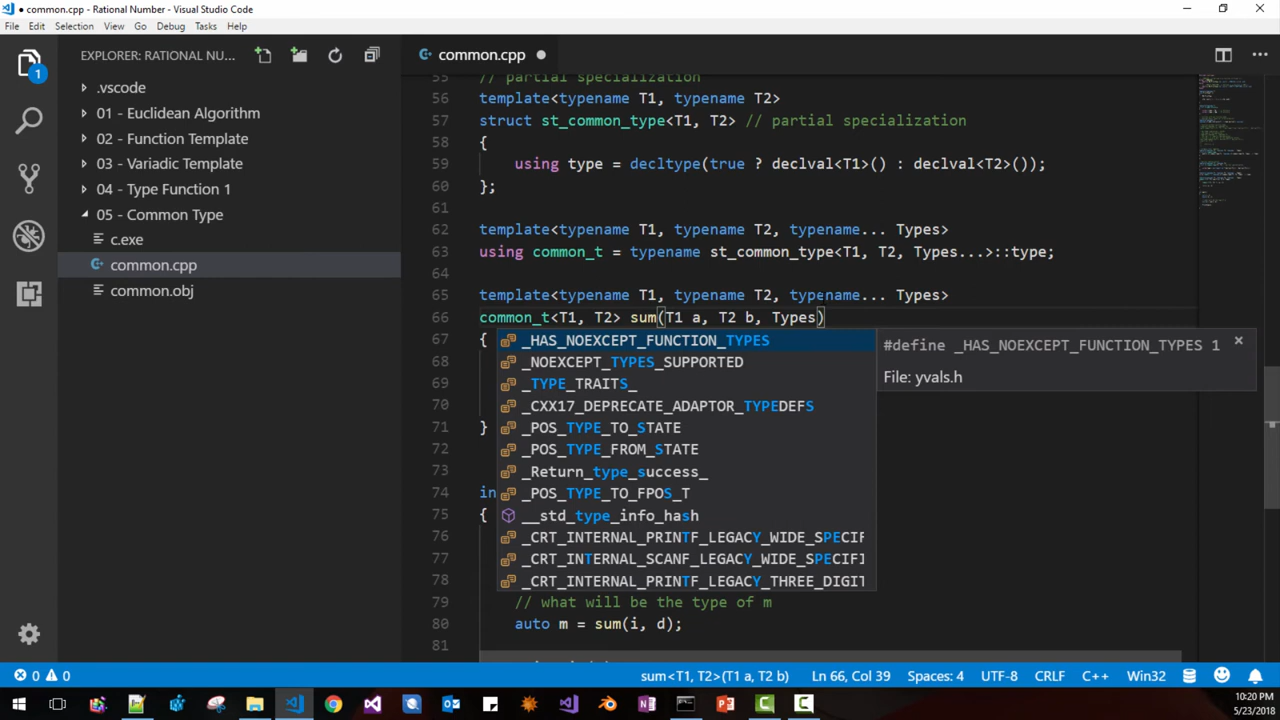 ● common.cpp - Rational Number - Visual Studio Code
File Edit Selection View Go Debug Tasks Help
EXPLORER: RATIONAL NU...
common.cpp ●
1
.vscode
01 - Euclidean Algorithm
02 - Function Template
03 - Variadic Template
04 - Type Function 1
05 - Common Type
c.exe
common.cpp
common.obj
55 // partial specialization
56 template<typename T1, typename T2>
57 struct st_common_type<T1, T2> // partial specialization
58 {
59 using type = decltype(true ? declval<T1>() : declval<T2>());
60 };
61
62 template<typename T1, typename T2, typename... Types>
63 using common_t = typename st_common_type<T1, T2, Types...>::type;
64
65 template<typename T1, typename T2, typename... Types>
66 common_t<T1, T2> sum(T1 a, T2 b, Types)
67 {
68
69
70
71 }
72
73
74 in
75 {
76
77
78
79 // what will be the type of m
80 auto m = sum(i, d);
81
_HAS_NOEXCEPT_FUNCTION_TYPES
_NOEXCEPT_TYPES_SUPPORTED
_TYPE_TRAITS_
_CXX17_DEPRECATE_ADAPTOR_TYPEDEFS
_POS_TYPE_TO_STATE
_POS_TYPE_FROM_STATE
_Return_type_success_
_POS_TYPE_TO_FPOS_T
__std_type_info_hash
_CRT_INTERNAL_PRINTF_LEGACY_WIDE_SPECIF
_CRT_INTERNAL_SCANF_LEGACY_WIDE_SPECIFI
_CRT_INTERNAL_PRINTF_LEGACY_THREE_DIGIT
#define _HAS_NOEXCEPT_FUNCTION_TYPES 1
File: yvals.h
0 0 sum<T1, T2>(T1 a, T2 b) Ln 66, Col 39 Spaces: 4 UTF-8 CRLF C++ Win32
10:20 PM
5/23/2018